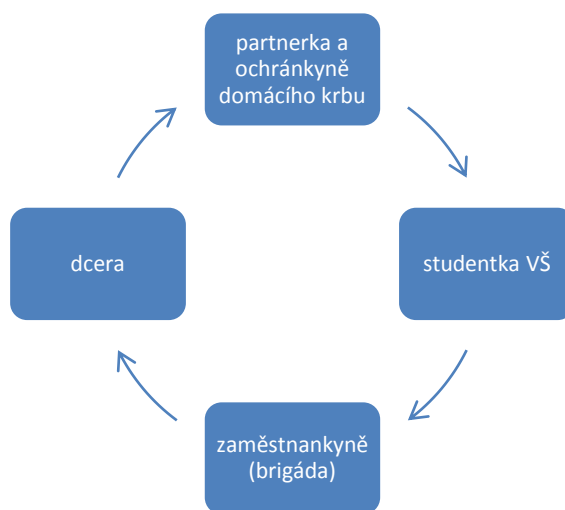 partnerka a
ochránkyně
domácího krbu
studentka VŠ
zaměstnankyně
(brigáda)
dcera